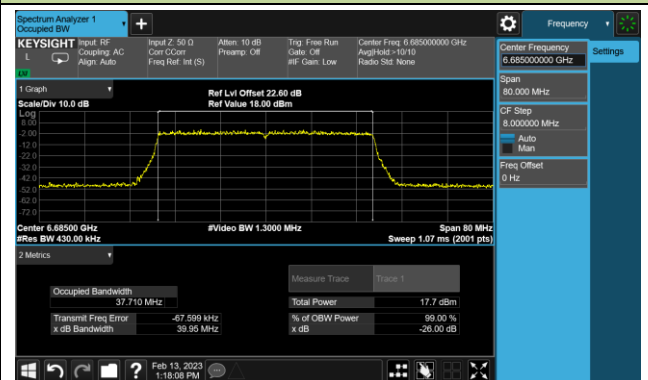 Spectrum Analyzer 1
Occupied BW
Frequency
KEYSIGHT
L
Input: RF
Coupling: AC
Align: Auto
Input Z: 50 Ω
Corr CCorr
Freq Ref: Int (S)
Atten: 10 dB
Preamp: Off
Trig: Free Run
Gate: Off
#IF Gain: Low
Center Freq: 6.685000000 GHz
Avg|Hold:>10/10
Radio Std: None
Center Frequency
6.685000000 GHz
Settings
Span
80.000 MHz
CF Step
8.000000 MHz
Auto
Man
Freq Offset
0 Hz
1 Graph
Scale/Div 10.0 dB
Ref Lvl Offset 22.60 dB
Ref Value 18.00 dBm
Log
8.00
-2.00
-12.0
-22.0
-32.0
-42.0
-52.0
-62.0
-72.0
Center 6.68500 GHz
#Res BW 430.00 kHz
#Video BW 1.3000 MHz
Span 80 MHz
Sweep 1.07 ms (2001 pts)
2 Metrics
Measure Trace
Trace 1
Occupied Bandwidth
37.710 MHz
Total Power
17.7 dBm
Transmit Freq Error
-67.599 kHz
% of OBW Power
99.00 %
x dB Bandwidth
39.95 MHz
x dB
-26.00 dB
Feb 13, 2023
1:18:08 PM